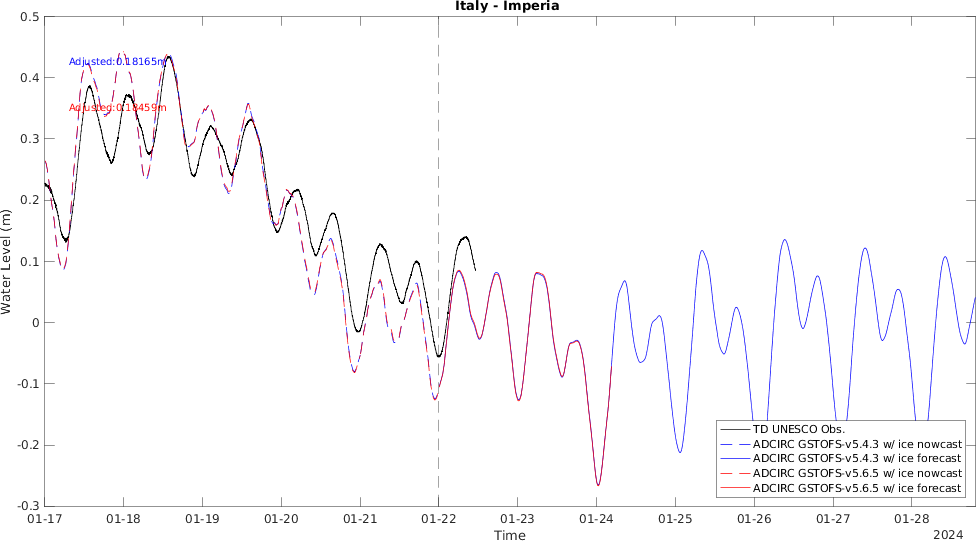 Italy - Imperia
0.5
0.4
0.3
0.2
0.1
0
-0.1
-0.2
-0.3
Water Level (m)
Adjusted:0.18165m
Adjusted:0.18459m
TD UNESCO Obs.
ADCIRC GSTOFS-v5.4.3 w/ ice nowcast
ADCIRC GSTOFS-v5.4.3 w/ ice forecast
ADCIRC GSTOFS-v5.6.5 w/ ice nowcast
ADCIRC GSTOFS-v5.6.5 w/ ice forecast
01-17 01-18 01-19 01-20 01-21 01-22 01-23 01-24 01-25 01-26 01-27 01-28
Time
2024